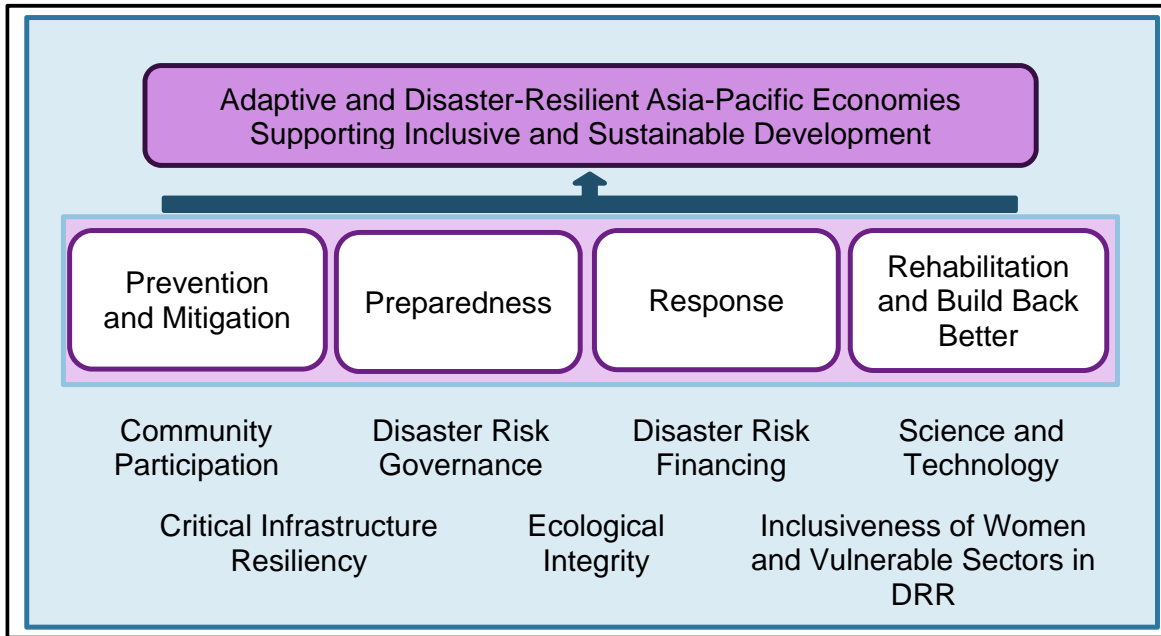 Adaptive and Disaster-Resilient Asia-Pacific Economies
Supporting Inclusive and Sustainable Development
Prevention
and Mitigation
Preparedness
Response
Rehabilitation
and Build Back
Better
Community
Participation
Disaster Risk
Governance
Disaster Risk
Financing
Science and
Technology
Critical Infrastructure
Resiliency
Ecological
Integrity
Inclusiveness of Women
and Vulnerable Sectors in
DRR